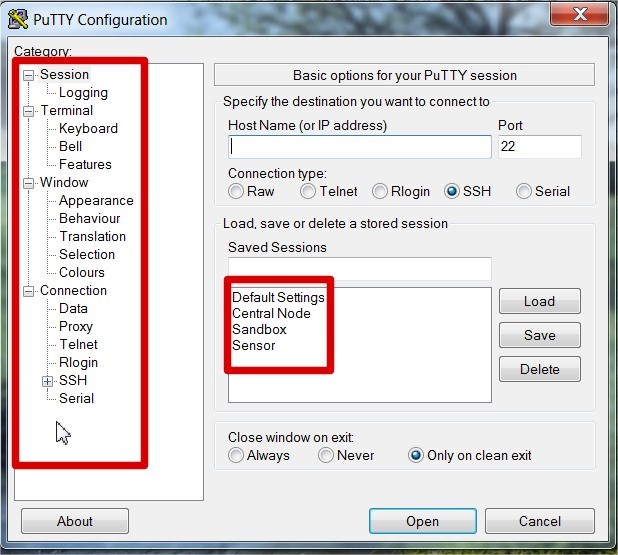 PuTTY Configuration
Category:
Session
Logging
Terminal
Keyboard
Bell
Features
Window
Appearance
Behaviour
Translation
Selection
Colours
Connection
Data
Proxy
Telnet
Rlogin
SSH
Serial
Basic options for your PuTTY session
Specify the destination you want to connect to
Host Name (or IP address) Port
22
Connection type:
Raw Telnet Rlogin SSH Serial
Load, save or delete a stored session
Saved Sessions
Default Settings
Central Node
Sandbox
Sensor
Load
Save
Delete
Close window on exit:
Always Never Only on clean exit
About Open Cancel